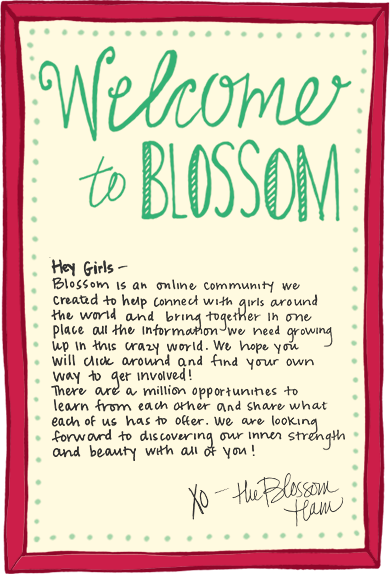 Welcome
to BLOSSOM
Hey Girls –
Blossom is an online community we
created to help connect with girls around
the world and bring together in one
place all the information we need growing
up in this crazy world. We hope you
will click around and find your own
way to get involved!
There are a million opportunities to
learn from each other and share what
each of us has to offer. We are looking
forward to discovering our inner strength
and beauty with all of you!
XO – the Blossom
team